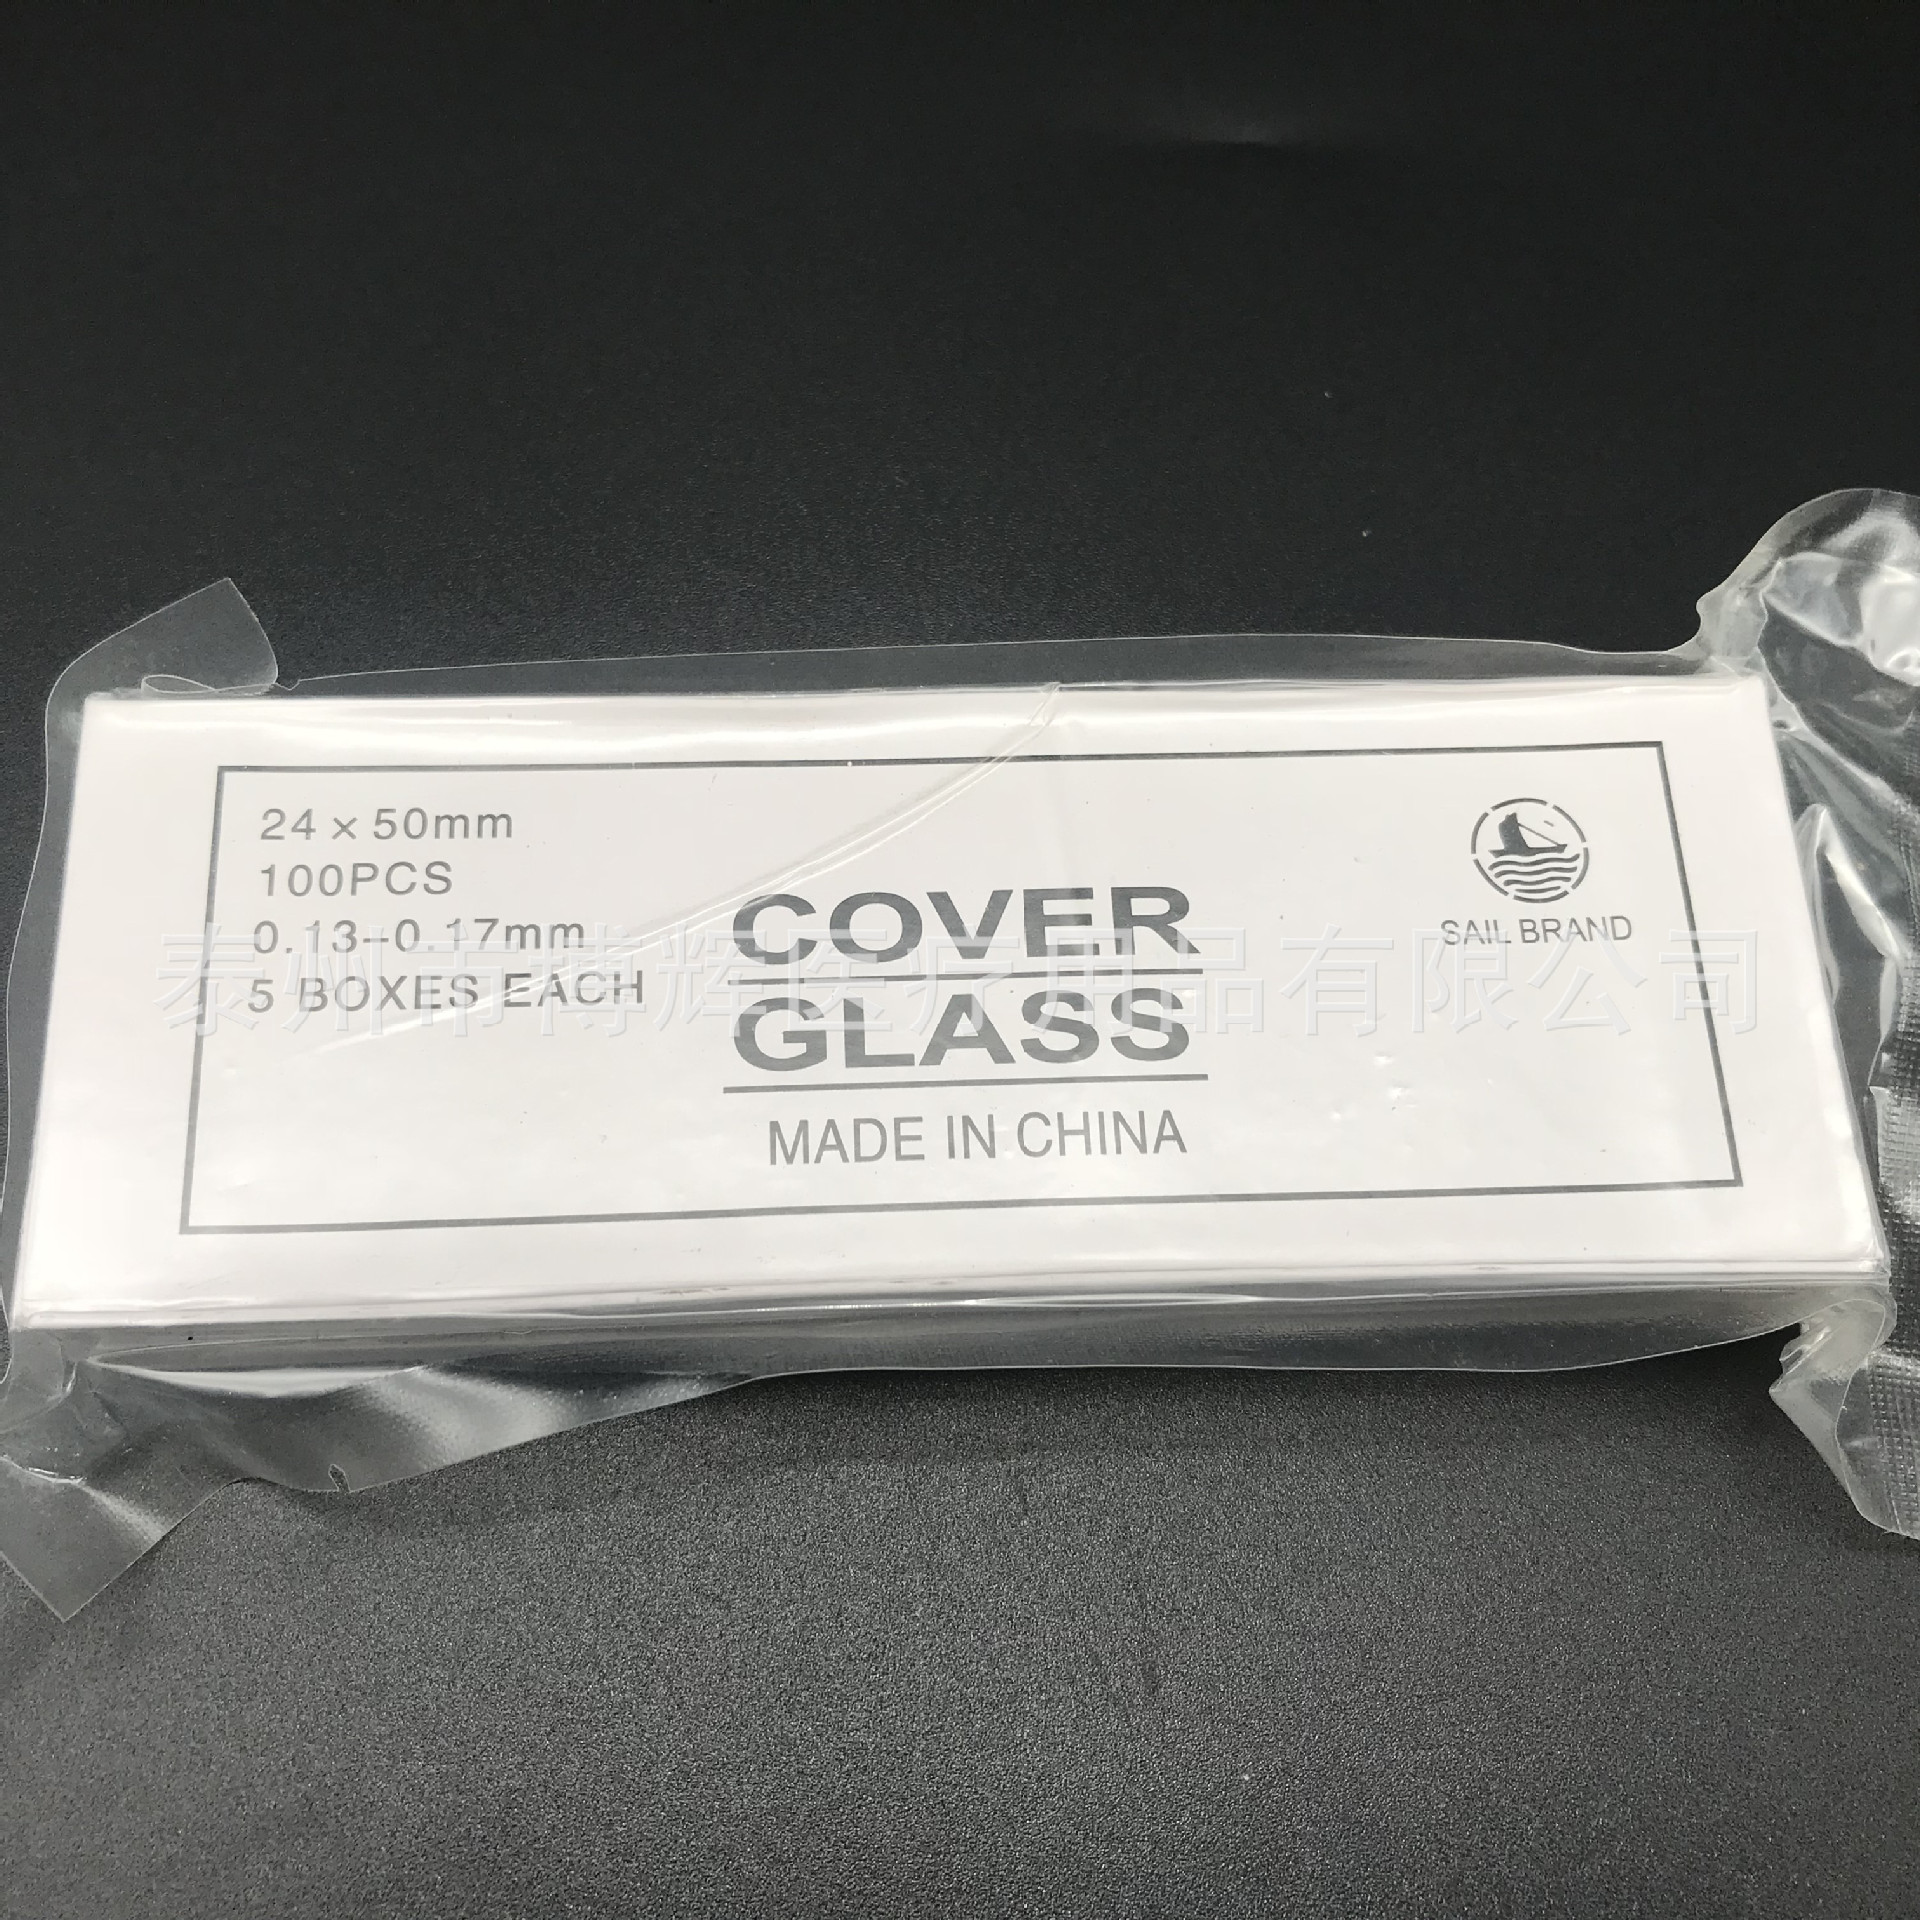 24×50mm
100PCS
0.13-0.17mm
5 BOXES EACH
COVER
GLASS
MADE IN CHINA
SAIL BRAND
泰州市博辉医疗用品有限公司